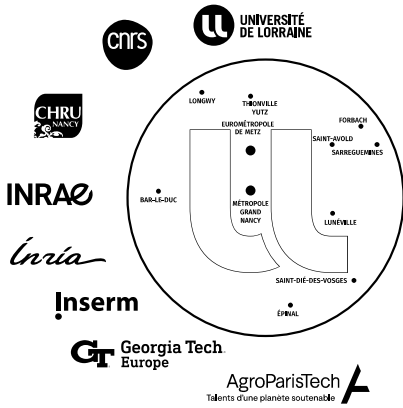 UNIVERSITÉ
DE LORRAINE
cnrs
CHRU
NANCY
INRAE
Inria
Inserm
GT Georgia Tech
Europe
AgroParisTech
Talents d'une planète soutenable
LONGWY
THIONVILLE
YUTZ
EUROMÉTROPOLE
DE METZ
FORBACH
SAINT-AVOLD
SARREGUEMINES
BAR-LE-DUC
MÉTROPOLE
GRAND
NANCY
LUNÉVILLE
SAINT-DIÉ-DES-VOSGES
ÉPINAL